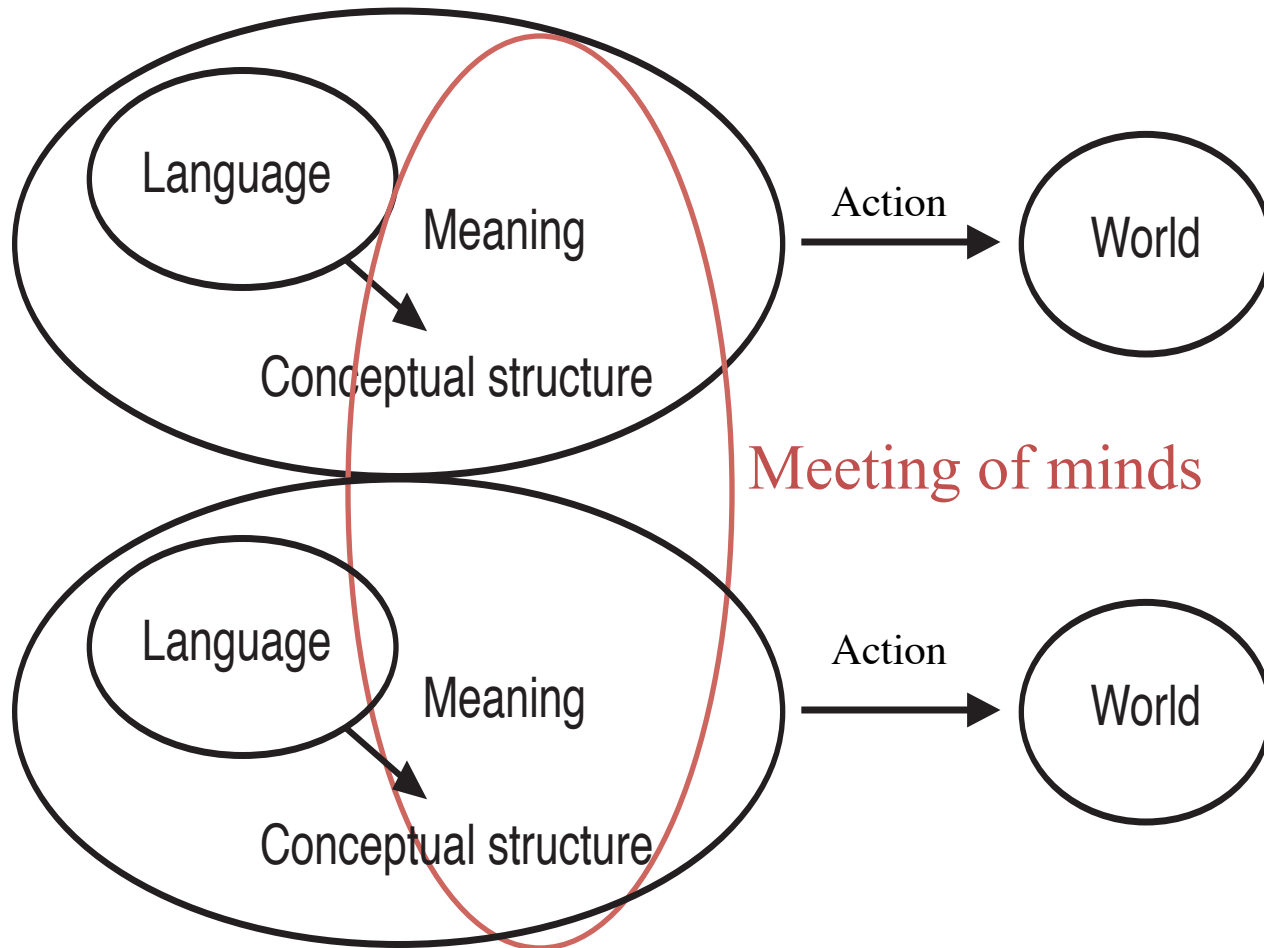 Language
Meaning
Conceptual structure
Action
World
Meeting of minds
Language
Meaning
Conceptual structure
Action
World